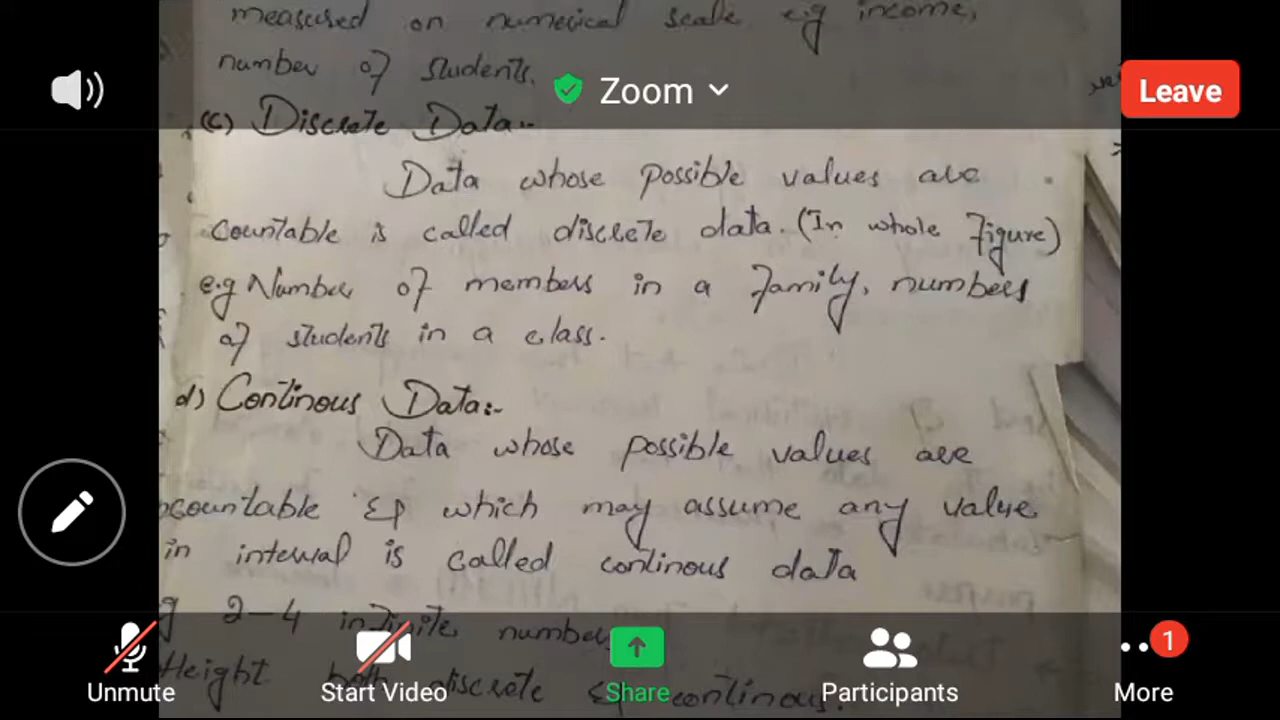 measured on numerical scale e.g income,
number of students.
Zoom
Leave
(c) Discrete Data:-
Data whose possible values are
countable is called discrete data. (In whole Figure)
e.g Number of members in a family, numbers
of students in a class.
d) Continous Data:-
Data whose possible values are
countable & which may assume any value
in interval is called continous data
g 2-4 infinite number
Height both discrete & continous.
Unmute
Start Video
Share
Participants
1
More